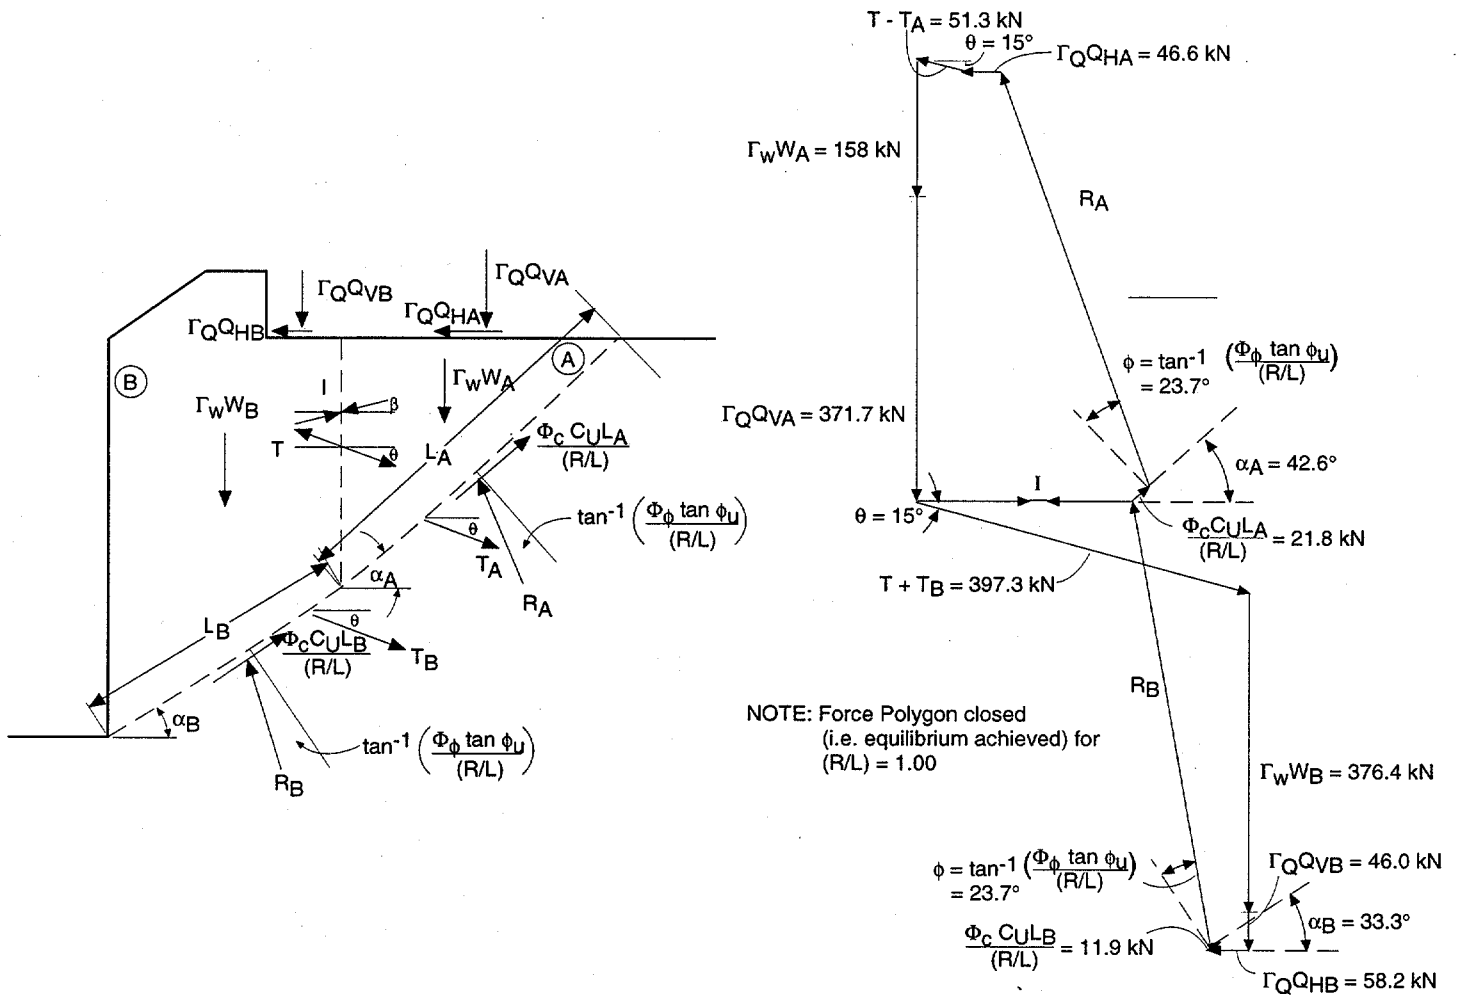 Γ_Q Q_VB
Γ_Q Q_VA
Γ_Q Q_HB
Γ_Q Q_HA
B
A
Γ_w W_B
Γ_w W_A
I
β
T
θ
L_A
Φ_c C_U L_A
(R/L)
θ
T_A
tan⁻¹ (Φ_ϕ tan ϕ_u)
(R/L)
R_A
α_A
L_B
θ
Φ_c C_U L_B
(R/L)
T_B
α_B
tan⁻¹ (Φ_ϕ tan ϕ_u)
(R/L)
R_B
T - T_A = 51.3 kN
θ = 15°
Γ_Q Q_HA = 46.6 kN
Γ_w W_A = 158 kN
R_A
ϕ = tan⁻¹ (Φ_ϕ tan ϕ_u)
(R/L)
= 23.7°
Γ_Q Q_VA = 371.7 kN
α_A = 42.6°
I
θ = 15°
Φ_c C_U L_A = 21.8 kN
(R/L)
T + T_B = 397.3 kN
R_B
NOTE: Force Polygon closed
(i.e. equilibrium achieved) for
(R/L) = 1.00
Γ_w W_B = 376.4 kN
ϕ = tan⁻¹ (Φ_ϕ tan ϕ_u)
(R/L)
= 23.7°
Γ_Q Q_VB = 46.0 kN
α_B = 33.3°
Φ_c C_U L_B = 11.9 kN
(R/L)
Γ_Q Q_HB = 58.2 kN